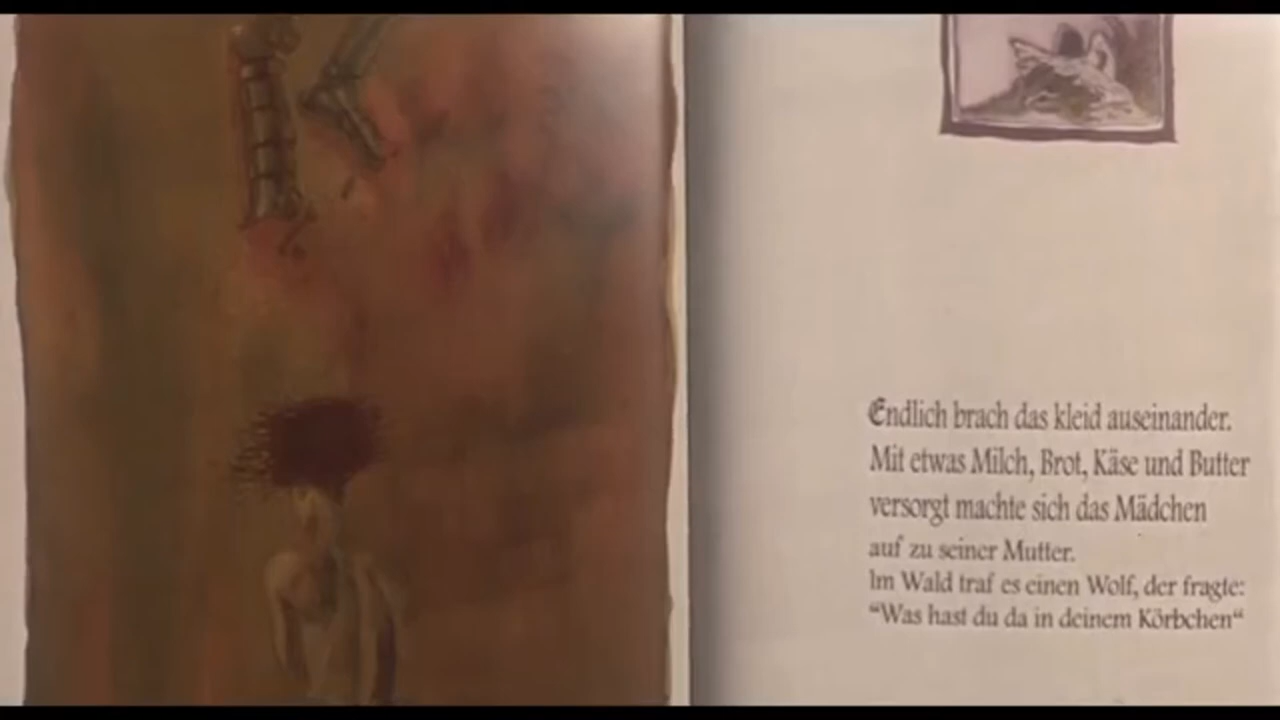 Endlich brach das kleid auseinander.
Mit etwas Milch, Brot, Käse und Butter
versorgt machte sich das Mädchen
auf zu seiner Mutter.
Im Wald traf es einen Wolf, der fragte:
“Was hast du da in deinem Körbchen“